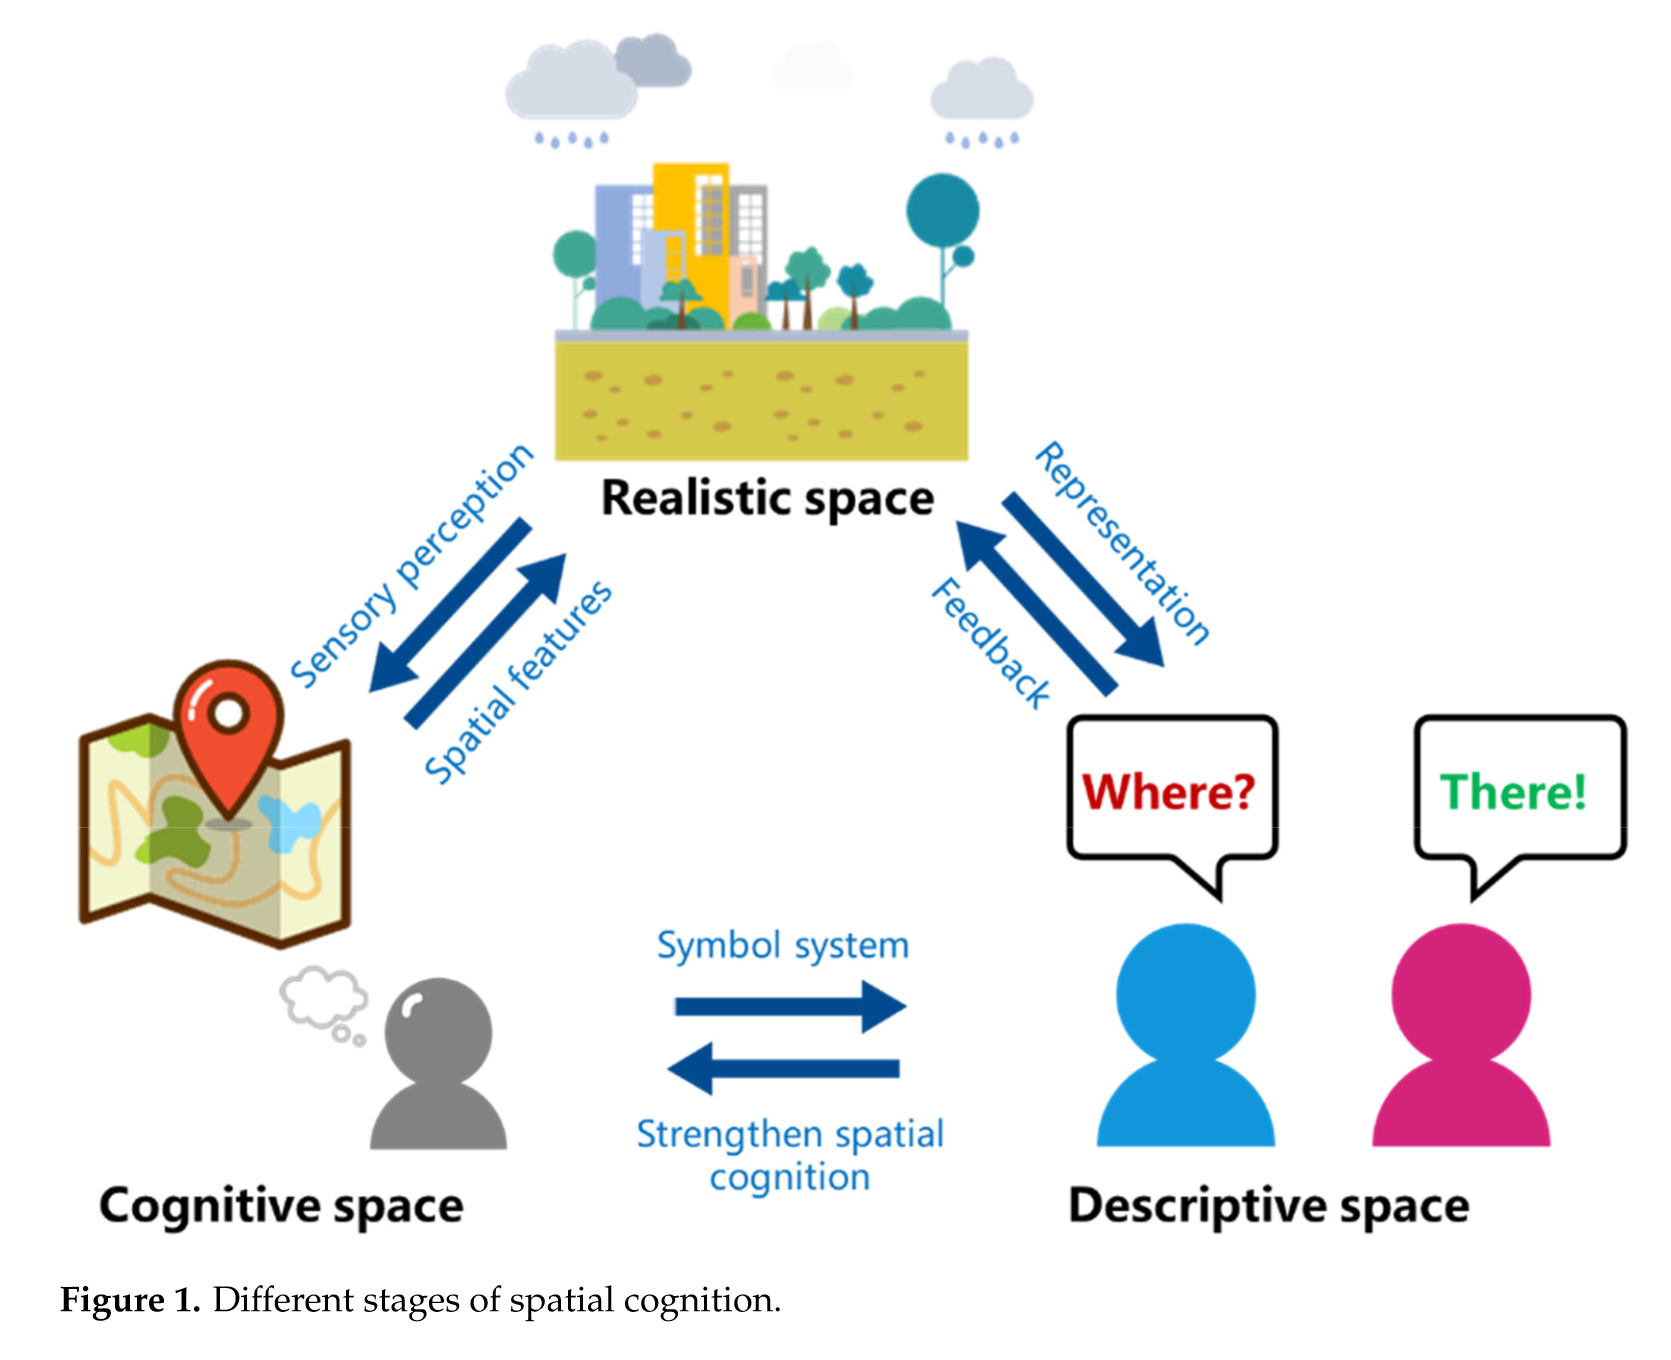 Realistic space
Sensory perception
Spatial features
Representation
Feedback
Where?
There!
Symbol system
Strengthen spatial
cognition
Cognitive space
Descriptive space
Figure 1. Different stages of spatial cognition.